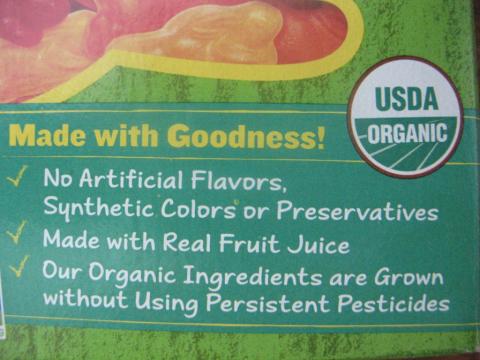 USDA
ORGANIC
Made with Goodness!
✓ No Artificial Flavors,
Synthetic Colors or Preservatives
✓ Made with Real Fruit Juice
✓ Our Organic Ingredients are Grown
without Using Persistent Pesticides